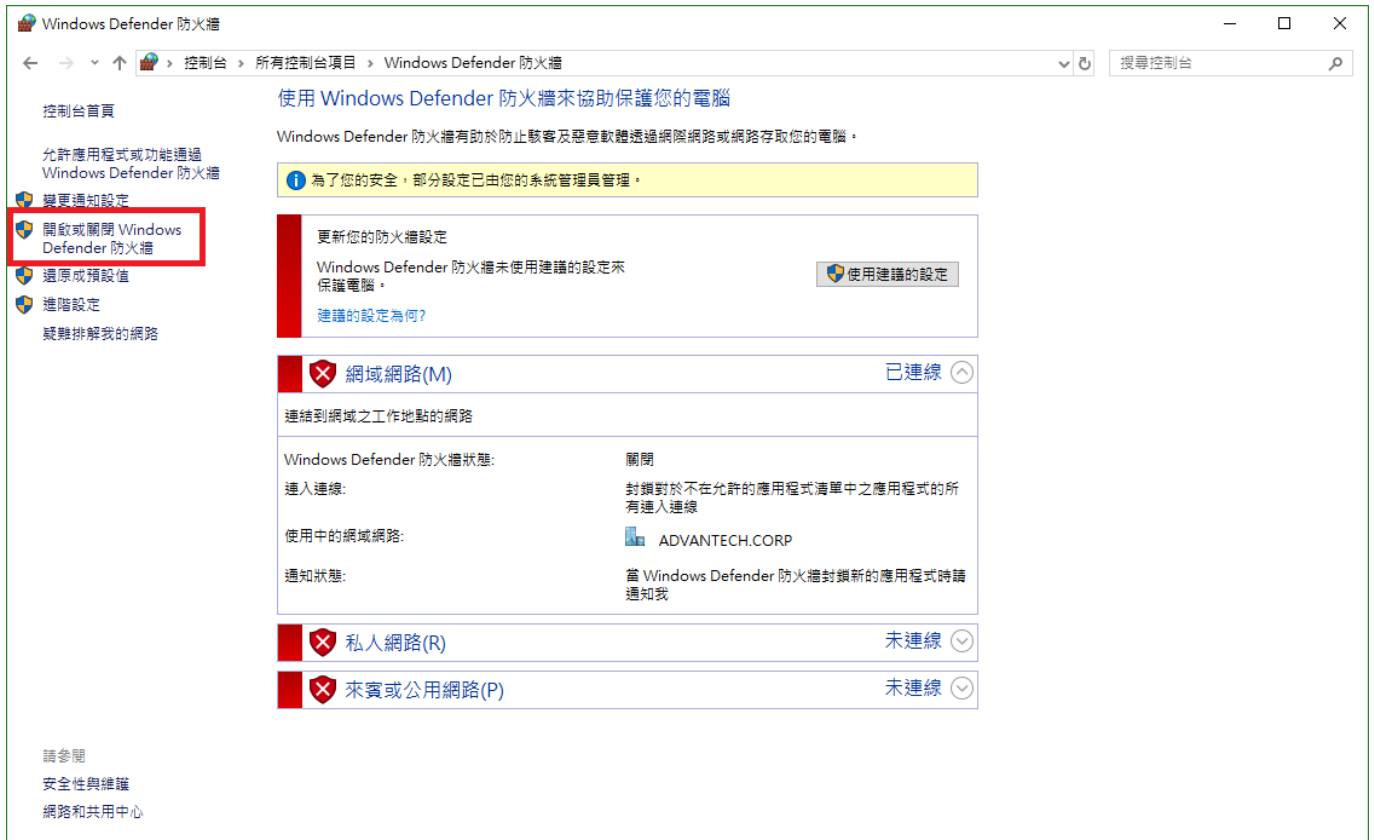 Windows Defender 防火牆
控制台 › 所有控制台項目 › Windows Defender 防火牆
搜尋控制台
控制台首頁
允許應用程式或功能通過
Windows Defender 防火牆
變更通知設定
開啟或關閉 Windows
Defender 防火牆
還原成預設值
進階設定
疑難排解我的網路
使用 Windows Defender 防火牆來協助保護您的電腦
Windows Defender 防火牆有助於防止駭客及惡意軟體透過網際網路或網路存取您的電腦。
為了您的安全，部分設定已由您的系統管理員管理。
更新您的防火牆設定
Windows Defender 防火牆未使用建議的設定來
保護電腦。
使用建議的設定
建議的設定為何?
網域網路(M) 已連線
連結到網域之工作地點的網路
Windows Defender 防火牆狀態: 關閉
連入連線: 封鎖對於不在允許的應用程式清單中之應用程式的所
有連入連線
使用中的網域網路: ADVANTECH.CORP
通知狀態: 當 Windows Defender 防火牆封鎖新的應用程式時請
通知我
私人網路(R) 未連線
來賓或公用網路(P) 未連線
請參閱
安全性與維護
網路和共用中心